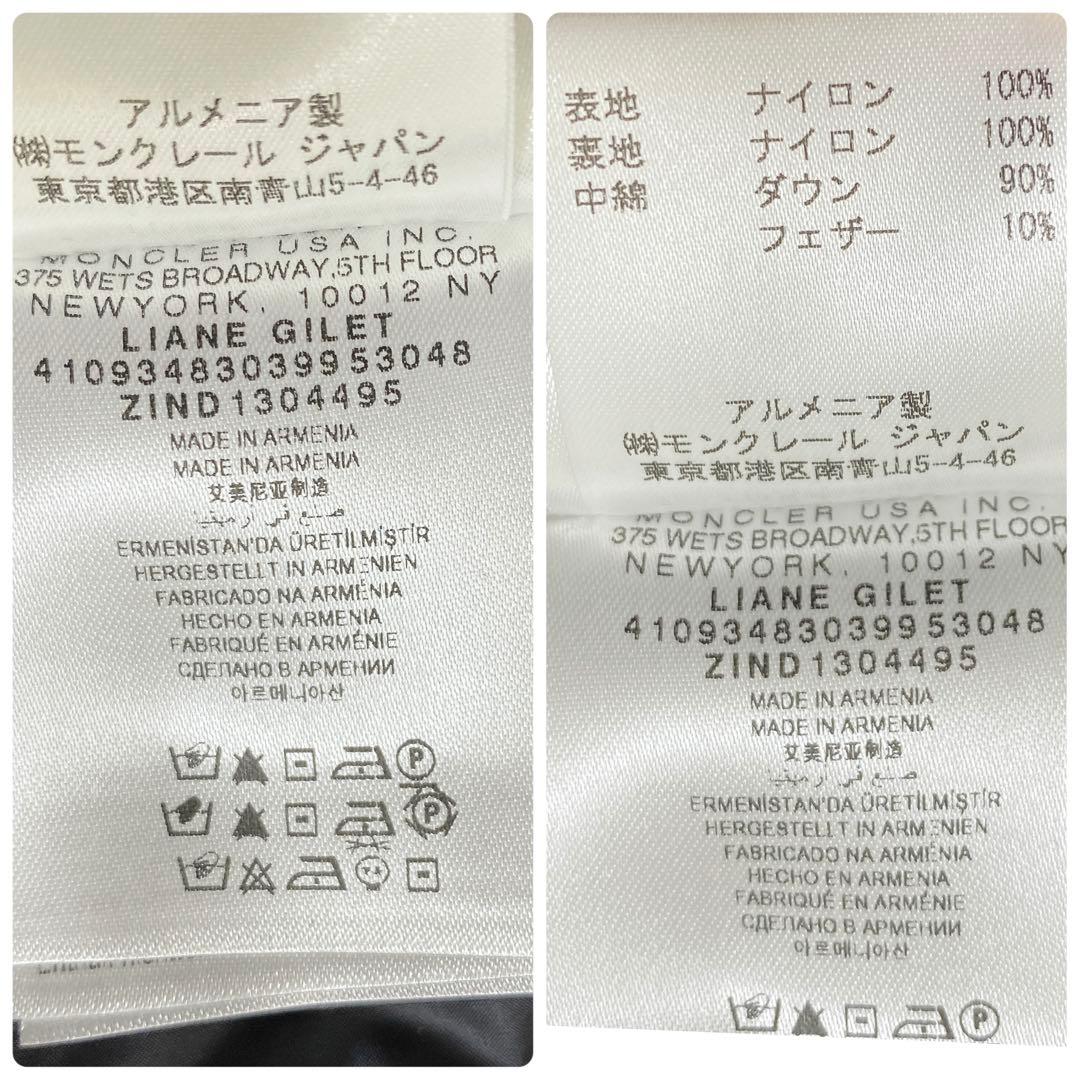 アルメニア製
㈱モンクレール ジャパン
東京都港区南青山5-4-46
MONCLER USA INC.
375 WETS BROADWAY,5TH FLOOR
NEWYORK, 10012 NY
LIANE GILET
41093483039953048
ZIND1304495
MADE IN ARMENIA
MADE IN ARMENIA
艾美尼亚制造
صنع في أرمينيا
ERMENİSTAN'DA ÜRETİLMİŞTİR
HERGESTELLT IN ARMENIEN
FABRICADO NA ARMÉNIA
HECHO EN ARMENIA
FABRIQUÉ EN ARMÉNIE
СДЕЛАНО В АРМЕНИИ
아르메니아산
P
P
表地 ナイロン 100%
裏地 ナイロン 100%
中綿 ダウン 90%
フェザー 10%
アルメニア製
㈱モンクレール ジャパン
東京都港区南青山5-4-46
MONCLER USA INC.
375 WETS BROADWAY,5TH FLOOR
NEWYORK, 10012 NY
LIANE GILET
41093483039953048
ZIND1304495
MADE IN ARMENIA
MADE IN ARMENIA
艾美尼亚制造
صنع في أرمينيا
ERMENİSTAN'DA ÜRETİLMİŞTİR
HERGESTELLT IN ARMENIEN
FABRICADO NA ARMÉNIA
HECHO EN ARMENIA
FABRIQUÉ EN ARMÉNIE
СДЕЛАНО В АРМЕНИИ
아르메니아산
P